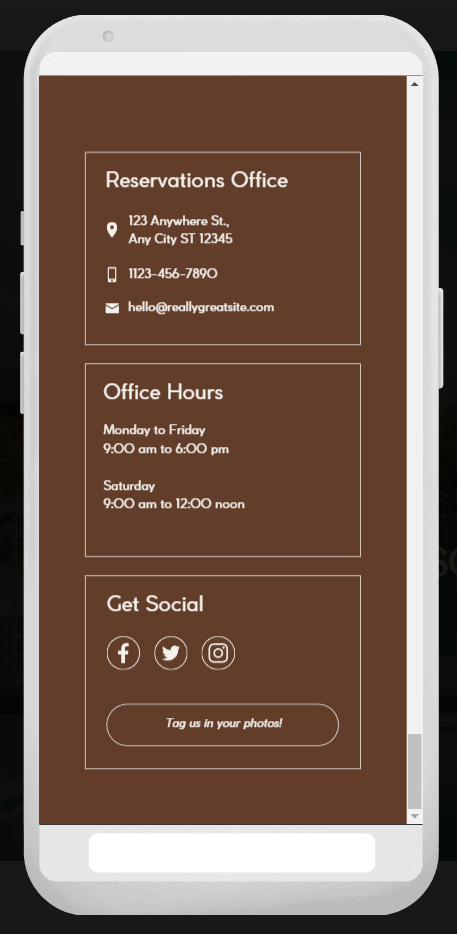 Reservations Office
123 Anywhere St.,
Any City ST 12345
1123-456-7890
hello@reallygreatsite.com
Office Hours
Monday to Friday
9:00 am to 6:00 pm
Saturday
9:00 am to 12:00 noon
Get Social
Tag us in your photos!